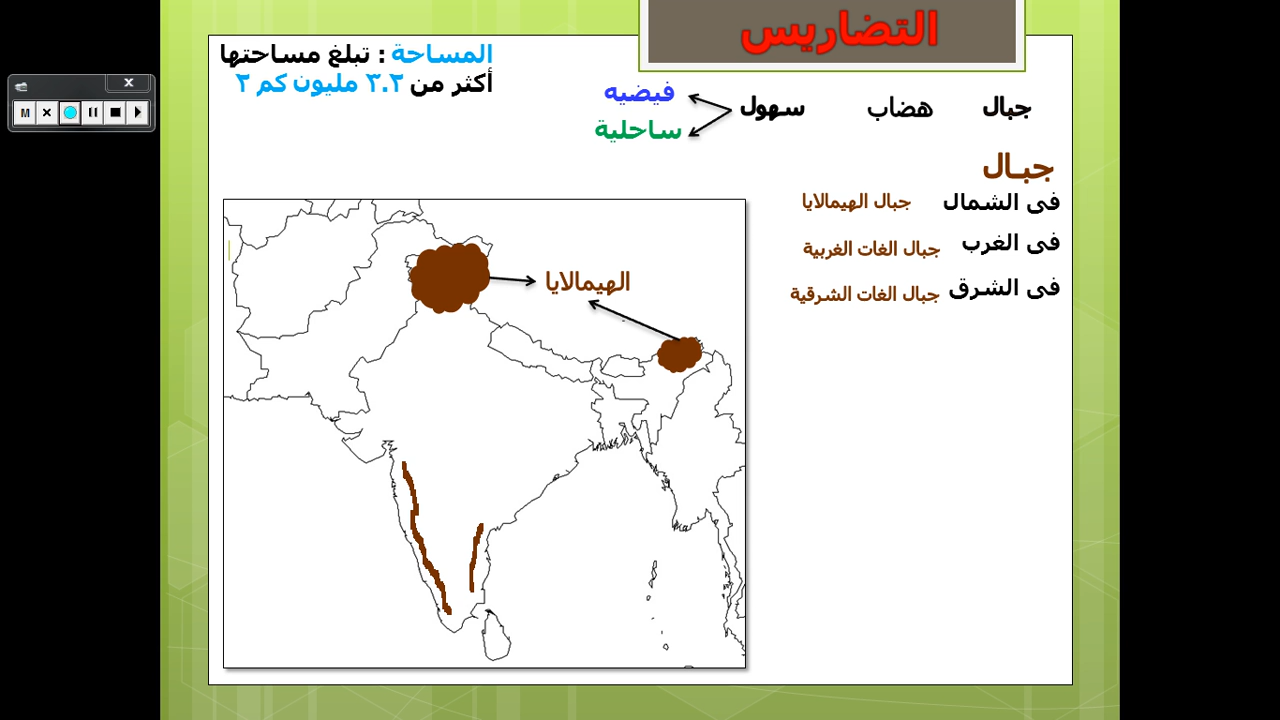 التضاريس
المساحة : تبلغ مساحتها
أكثر من ٣.٢ مليون كم ٢
جبال هضاب سهول فيضيه
ساحلية
جبـال
فى الشمال جبال الهيمالايا
فى الغرب جبال الغات الغربية
فى الشرق جبال الغات الشرقية
الهيمالايا
M